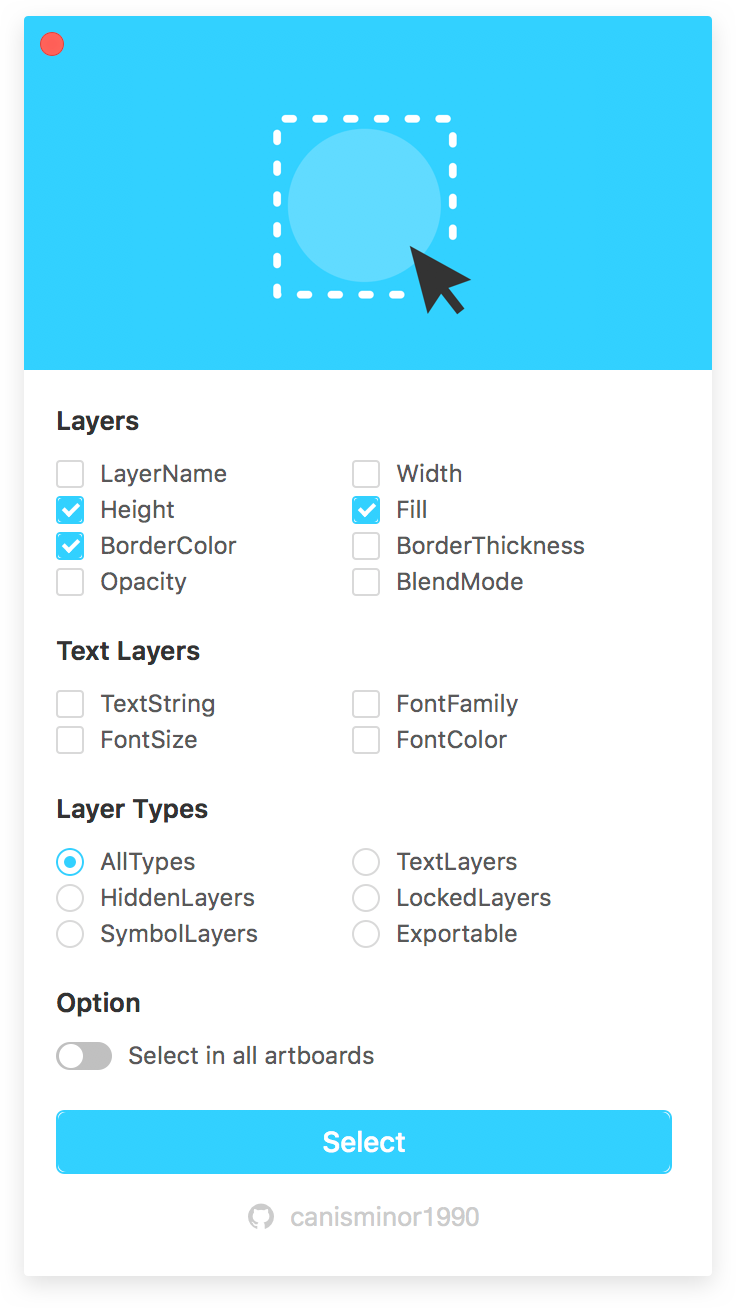 Layers
LayerName Width
Height Fill
BorderColor BorderThickness
Opacity BlendMode
Text Layers
TextString FontFamily
FontSize FontColor
Layer Types
AllTypes TextLayers
HiddenLayers LockedLayers
SymbolLayers Exportable
Option
Select in all artboards
Select
canisminor1990